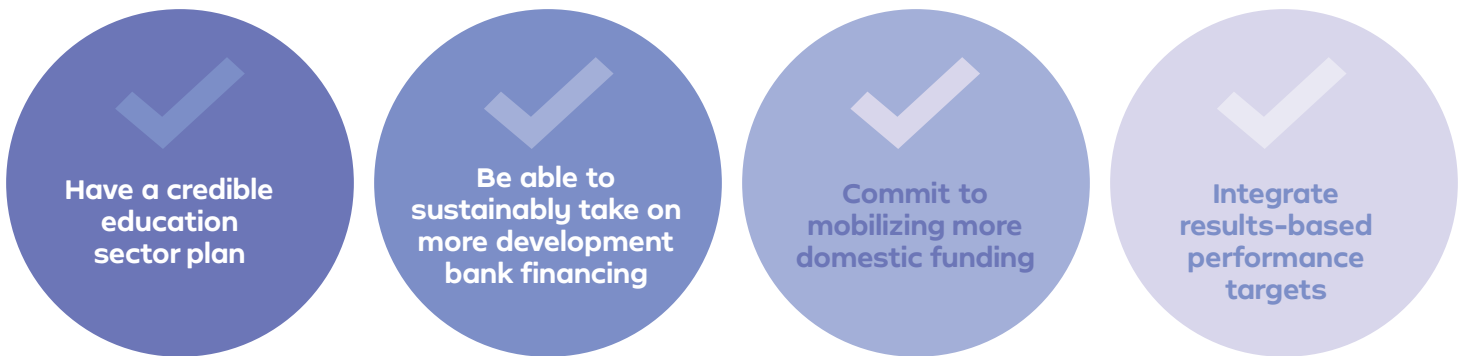 Have a credible
education
sector plan
Be able to
sustainably take on
more development
bank financing
Commit to
mobilizing more
domestic funding
Integrate
results-based
performance
targets